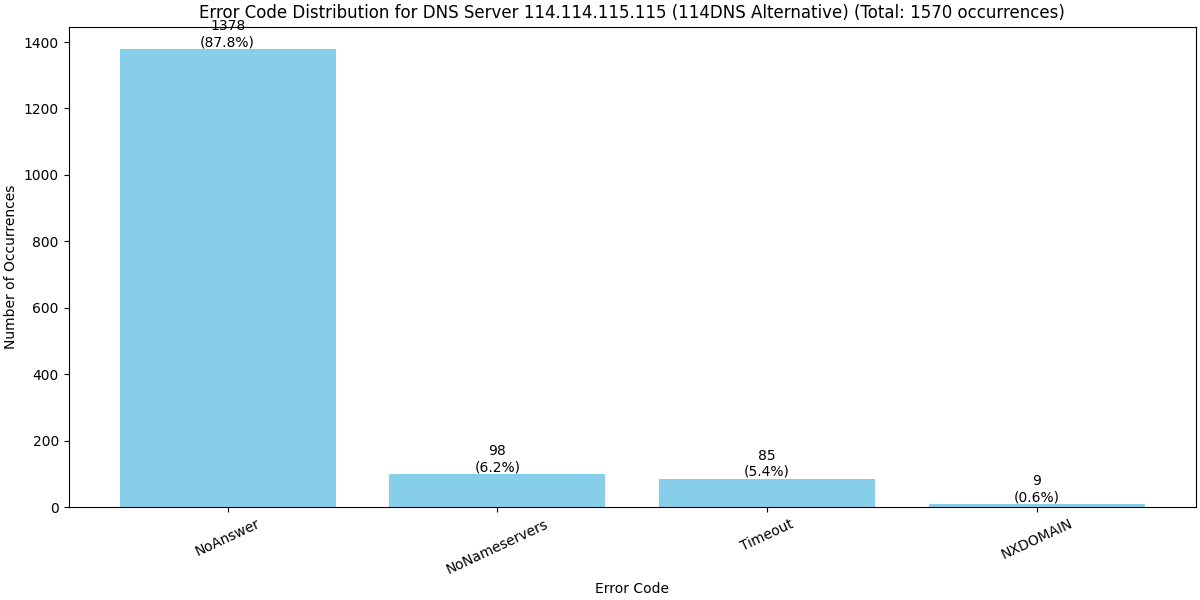 Error Code Distribution for DNS Server 114.114.115.115 (114DNS Alternative) (Total: 1570 occurrences)
1378
(87.8%)
98
(6.2%)
85
(5.4%)
9
(0.6%)
Number of Occurrences
1400
1200
1000
800
600
400
200
0
NoAnswer
NoNameservers
Timeout
NXDOMAIN
Error Code